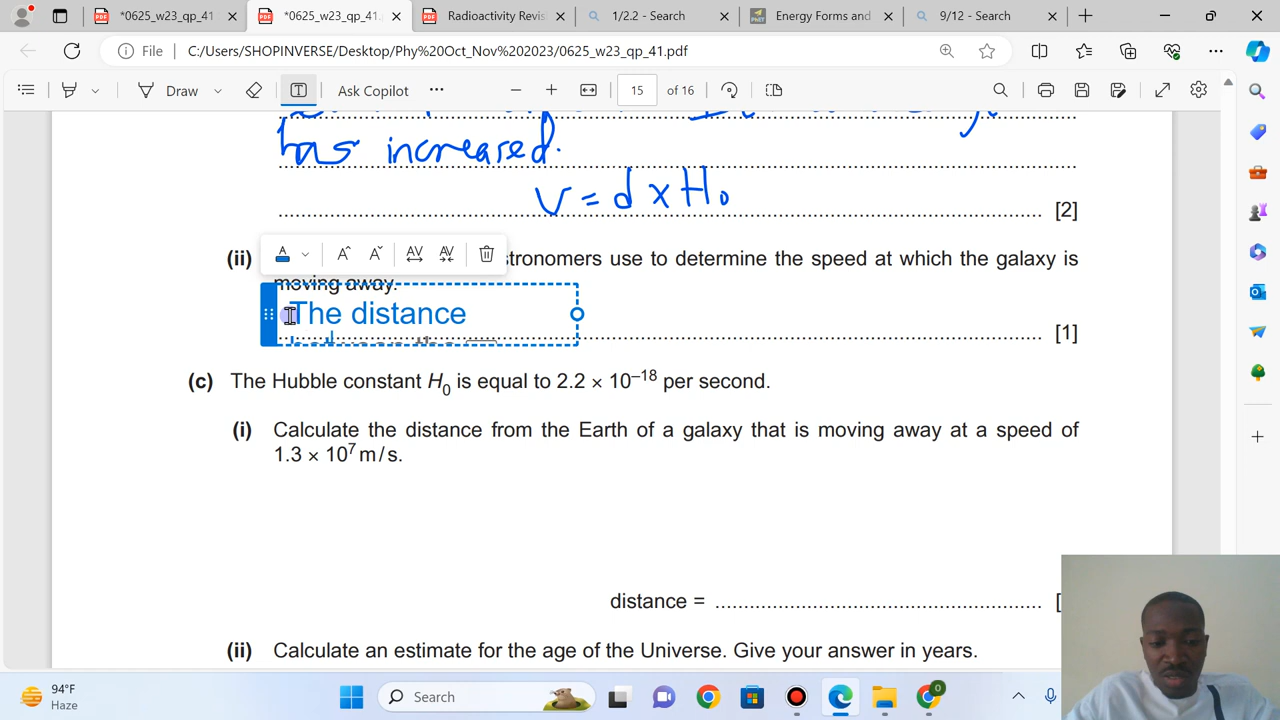 *0625_w23_qp_41
*0625_w23_qp_41.
Radioactivity Revis
1/2.2 - Search
Energy Forms and
9/12 - Search
File
C:/Users/SHOPINVERSE/Desktop/Phy%20Oct_Nov%202023/0625_w23_qp_41.pdf
Draw
Ask Copilot
15
of 16
has increased.
V = d x H0
[2]
(ii)
stronomers use to determine the speed at which the galaxy is
moving away.
The distance
[1]
(c) The Hubble constant H0 is equal to 2.2 × 10–18 per second.
(i) Calculate the distance from the Earth of a galaxy that is moving away at a speed of
1.3 × 107 m/s.
distance =
(ii) Calculate an estimate for the age of the Universe. Give your answer in years.
94°F
Haze
Search